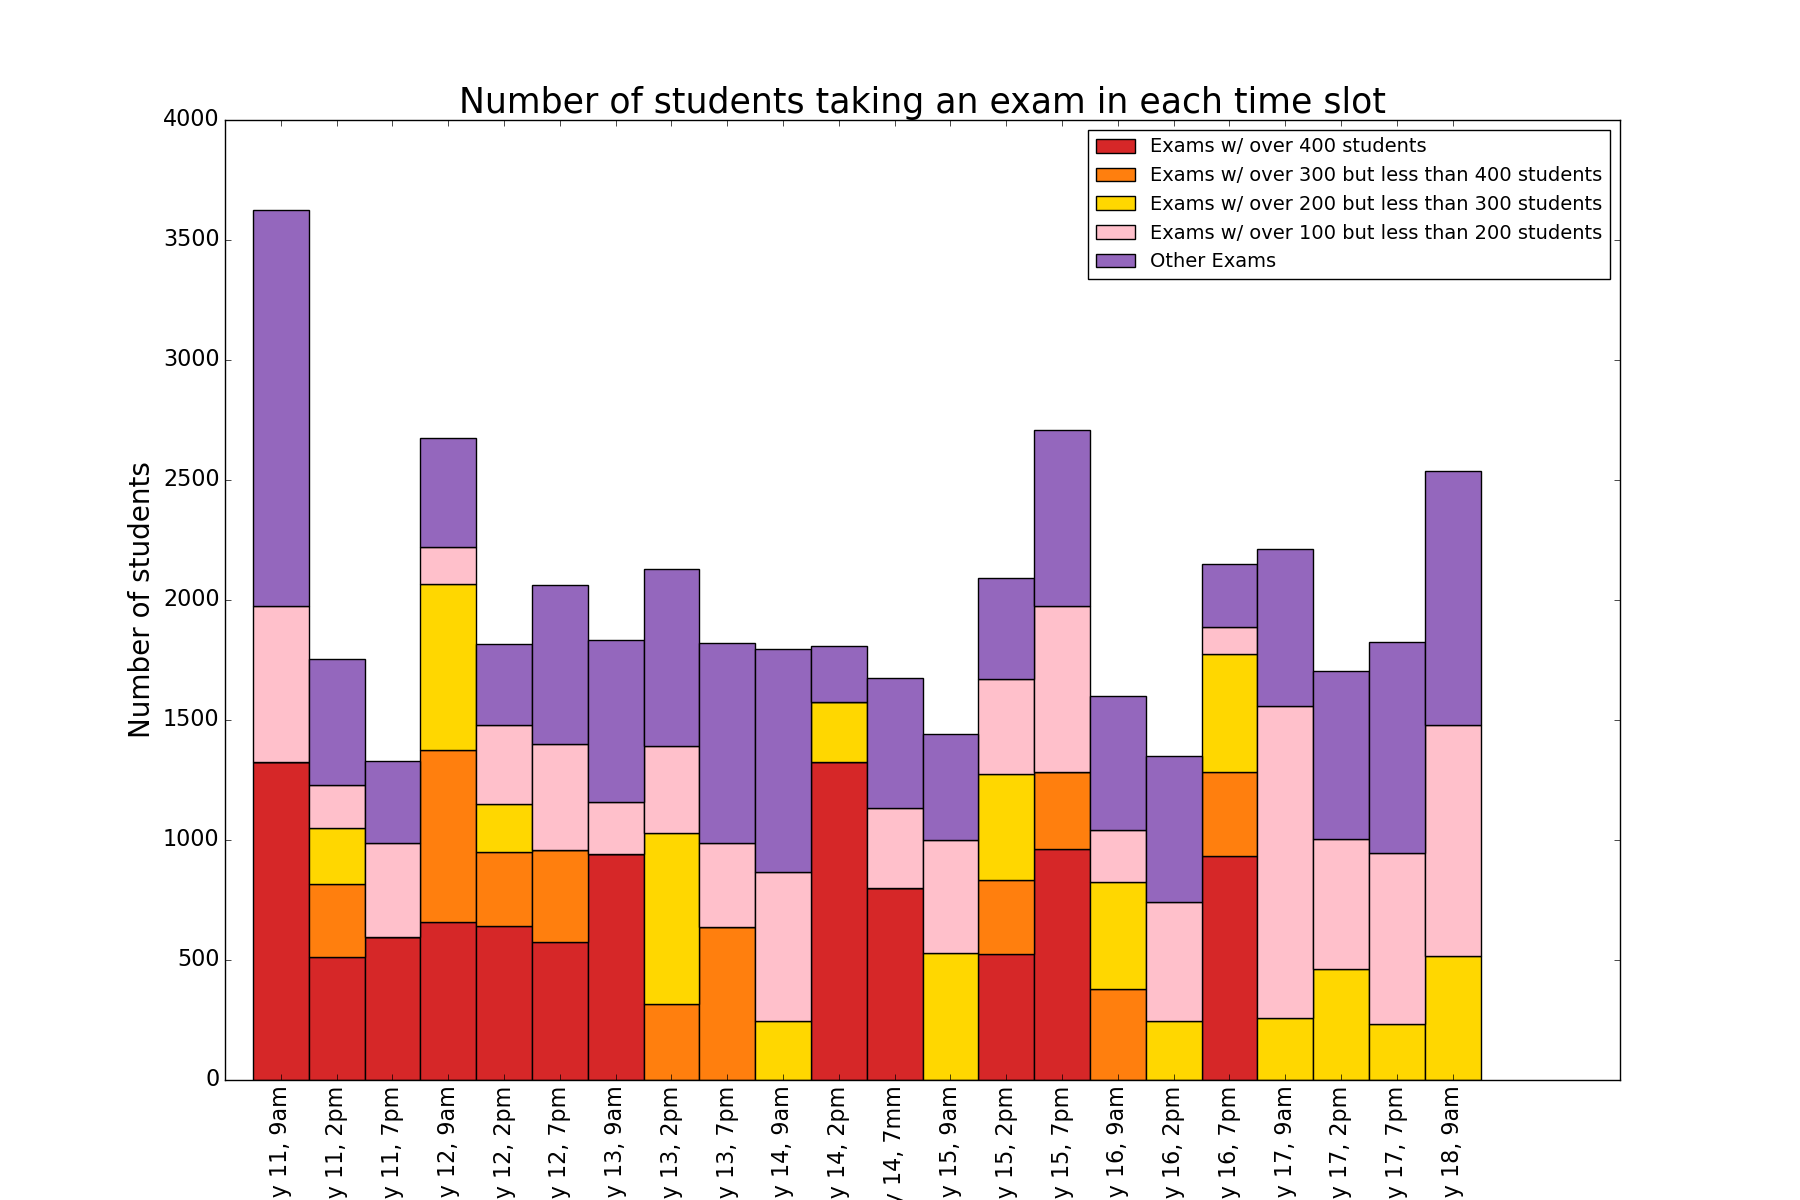 Number of students taking an exam in each time slot
4000
3500
3000
2500
2000
1500
1000
500
0
Number of students
Exams w/ over 400 students
Exams w/ over 300 but less than 400 students
Exams w/ over 200 but less than 300 students
Exams w/ over 100 but less than 200 students
Other Exams
y 11, 9am
y 11, 2pm
y 11, 7pm
y 12, 9am
y 12, 2pm
y 12, 7pm
y 13, 9am
y 13, 2pm
y 13, 7pm
y 14, 9am
y 14, 2pm
y 14, 7mm
y 15, 9am
y 15, 2pm
y 15, 7pm
y 16, 9am
y 16, 2pm
y 16, 7pm
y 17, 9am
y 17, 2pm
y 17, 7pm
y 18, 9am